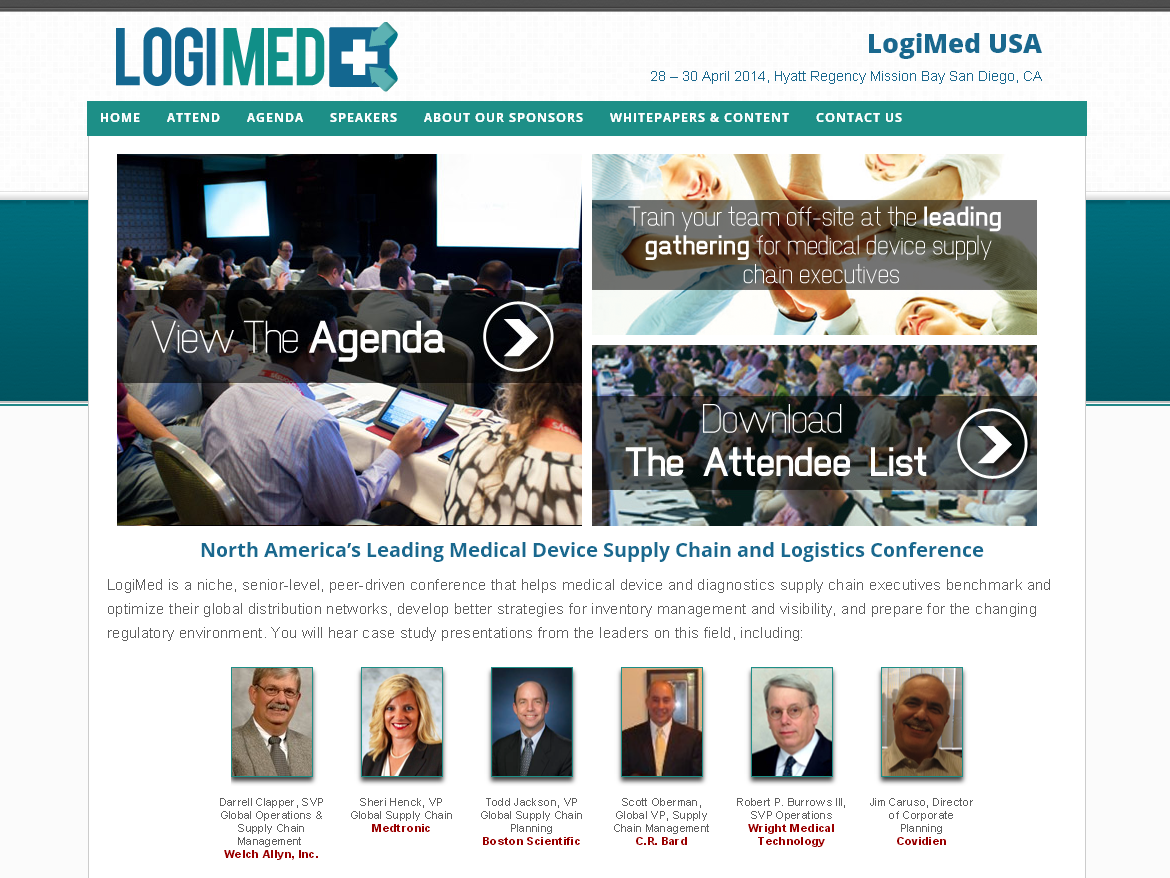 LOGIMED
LogiMed USA
28 – 30 April 2014, Hyatt Regency Mission Bay San Diego, CA
HOME ATTEND AGENDA SPEAKERS ABOUT OUR SPONSORS WHITEPAPERS & CONTENT CONTACT US
View The Agenda
Train your team off-site at the leading
gathering for medical device supply
chain executives
Download
The Attendee List
North America's Leading Medical Device Supply Chain and Logistics Conference
LogiMed is a niche, senior-level, peer-driven conference that helps medical device and diagnostics supply chain executives benchmark and
optimize their global distribution networks, develop better strategies for inventory management and visibility, and prepare for the changing
regulatory environment. You will hear case study presentations from the leaders on this field, including:
Darrell Clapper, SVP
Global Operations &
Supply Chain
Management
Welch Allyn, Inc.
Sheri Henck, VP
Global Supply Chain
Medtronic
Todd Jackson, VP
Global Supply Chain
Planning
Boston Scientific
Scott Oberman,
Global VP, Supply
Chain Management
C.R. Bard
Robert P. Burrows III,
SVP Operations
Wright Medical
Technology
Jim Caruso, Director
of Corporate
Planning
Covidien